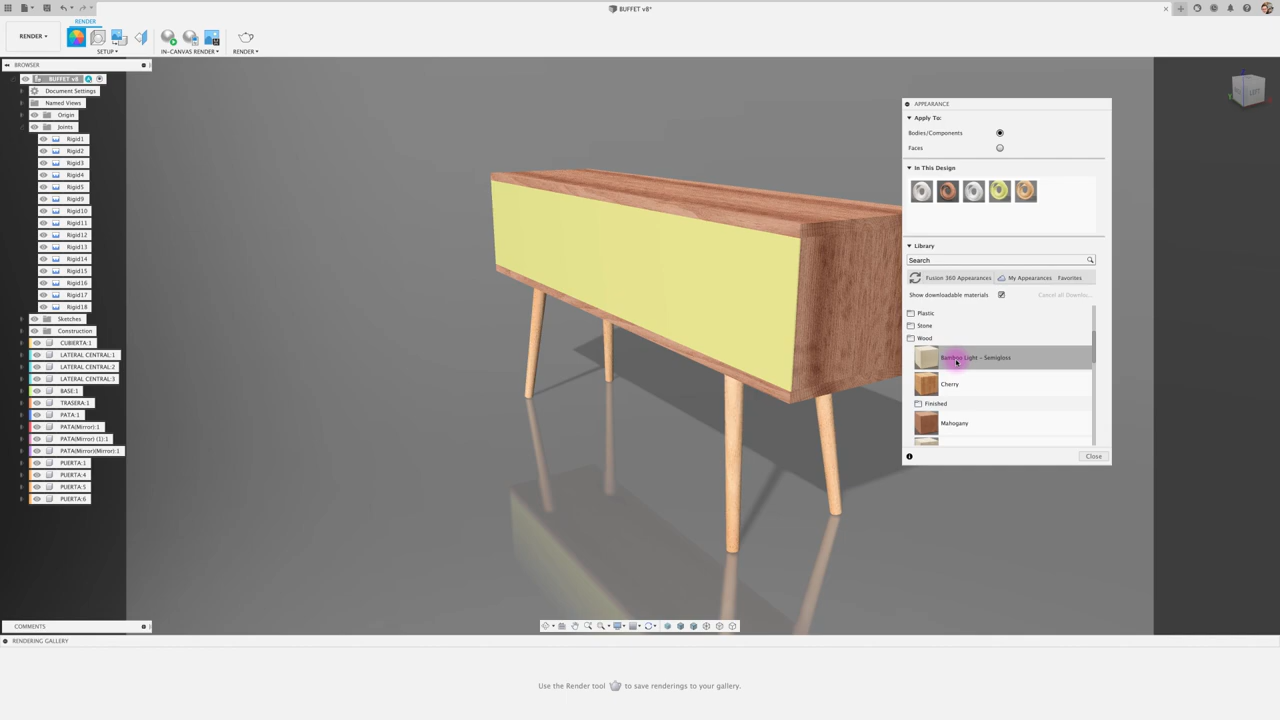 BUFFET v8*
RENDER
RENDER ▾
SETUP ▾
IN-CANVAS RENDER ▾
RENDER ▾
BROWSER
BUFFET v8
Document Settings
Named Views
Origin
Joints
Rigid1
Rigid2
Rigid3
Rigid4
Rigid5
Rigid9
Rigid10
Rigid11
Rigid12
Rigid13
Rigid14
Rigid15
Rigid16
Rigid17
Rigid18
Sketches
Construction
CUBIERTA:1
LATERAL CENTRAL:1
LATERAL CENTRAL:2
LATERAL CENTRAL:3
BASE:1
TRASERA:1
PATA:1
PATA(Mirror):1
PATA(Mirror) (1):1
PATA(Mirror)(Mirror):1
PUERTA:1
PUERTA:4
PUERTA:5
PUERTA:6
APPEARANCE
Apply To:
Bodies/Components
Faces
In This Design
Library
Search
Fusion 360 Appearances My Appearances Favorites
Show downloadable materials Cancel all Downlo...
Plastic
Stone
Wood
Bamboo Light - Semigloss
Cherry
Finished
Mahogany
Close
COMMENTS
RENDERING GALLERY
Use the Render tool to save renderings to your gallery.